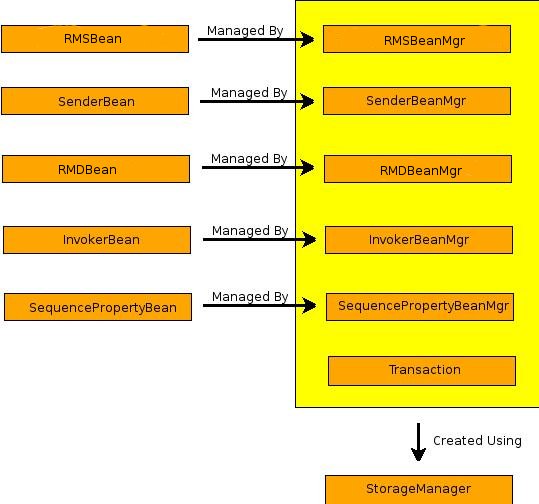 RMSBean
Managed By
RMSBeanMgr
SenderBean
Managed By
SenderBeanMgr
RMDBean
Managed By
RMDBeanMgr
InvokerBean
Managed By
InvokerBeanMgr
SequencePropertyBean
Managed By
SequencePropertyBeanMgr
Transaction
Created Using
StorageManager